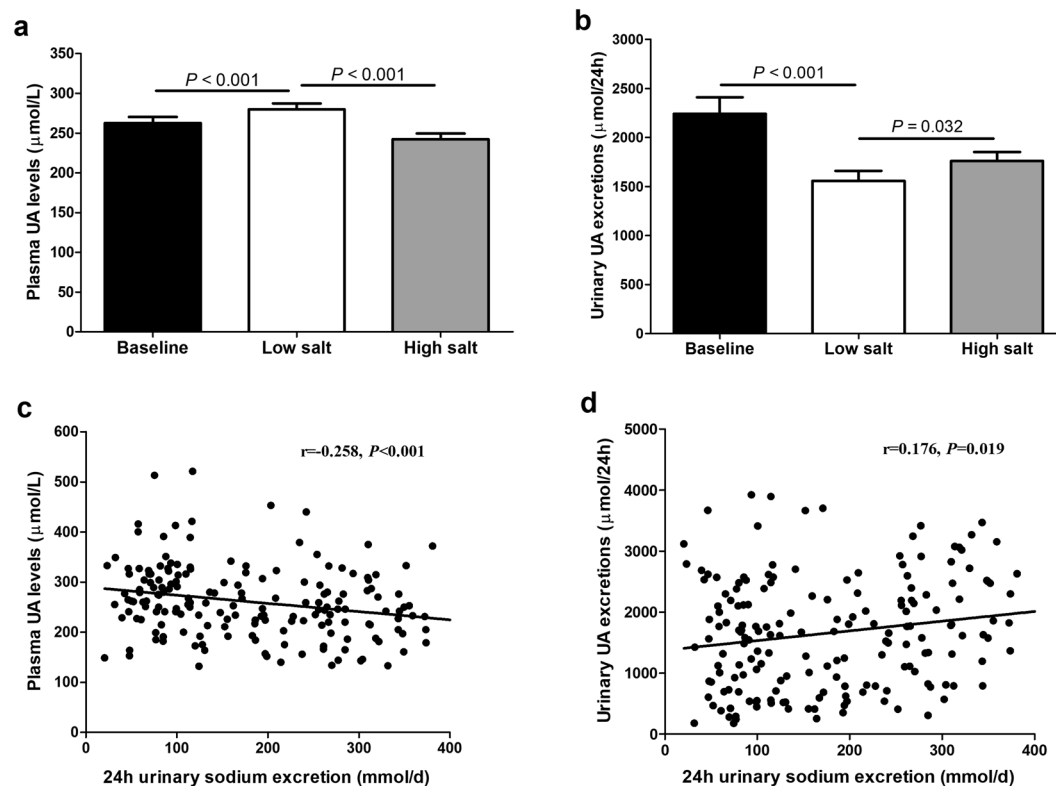 a
Plasma UA levels (μmol/L)
350
300
250
200
150
100
50
0
P < 0.001
P < 0.001
Baseline
Low salt
High salt
b
Urinary UA excretions (μmol/24h)
3000
2500
2000
1500
1000
500
0
P < 0.001
P = 0.032
Baseline
Low salt
High salt
c
Plasma UA levels (μmol/L)
600
500
400
300
200
100
0
r=-0.258, P<0.001
0
100
200
300
400
24h urinary sodium excretion (mmol/d)
d
Urinary UA excretions (μmol/24h)
5000
4000
3000
2000
1000
0
r=0.176, P=0.019
0
100
200
300
400
24h urinary sodium excretion (mmol/d)